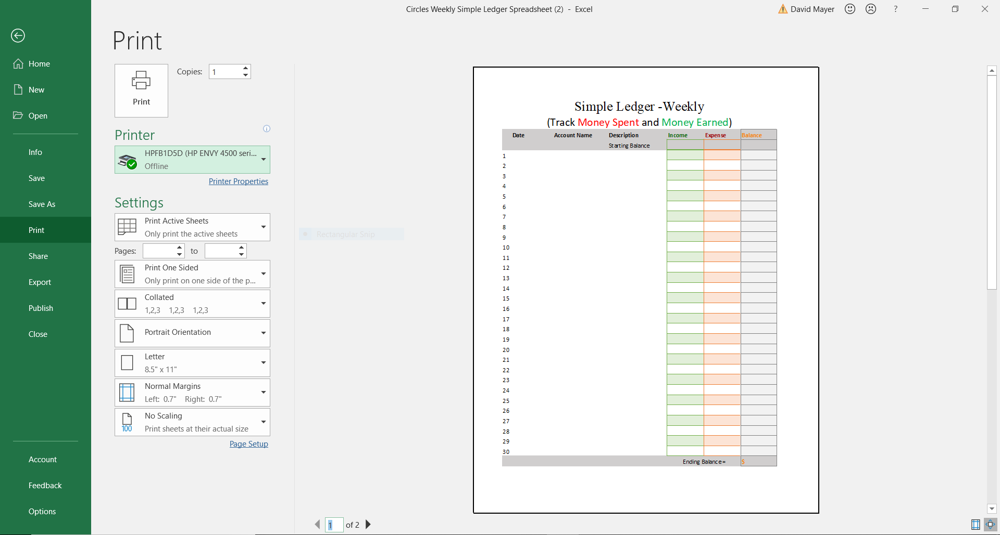 Circles Weekly Simple Ledger Spreadsheet (2) - Excel
David Mayer
?
Print
Home
New
Open
Info
Save
Save As
Print
Share
Export
Publish
Close
Account
Feedback
Options
Print
Copies: 1
Printer
HPFB1D5D (HP ENVY 4500 seri...
Offline
Printer Properties
Settings
Print Active Sheets
Only print the active sheets
Pages: to
Print One Sided
Only print on one side of the p...
Collated
1,2,3 1,2,3 1,2,3
Portrait Orientation
Letter
8.5" x 11"
Normal Margins
Left: 0.7" Right: 0.7"
No Scaling
Print sheets at their actual size
100
Page Setup
Rectangular Snip
Simple Ledger -Weekly
(Track Money Spent and Money Earned)
Date Account Name Description Income Expense Balance
Starting Balance
1
2
3
4
5
6
7
8
9
10
11
12
13
14
15
16
17
18
19
20
21
22
23
24
25
26
27
28
29
30
Ending Balance= $
1 of 2